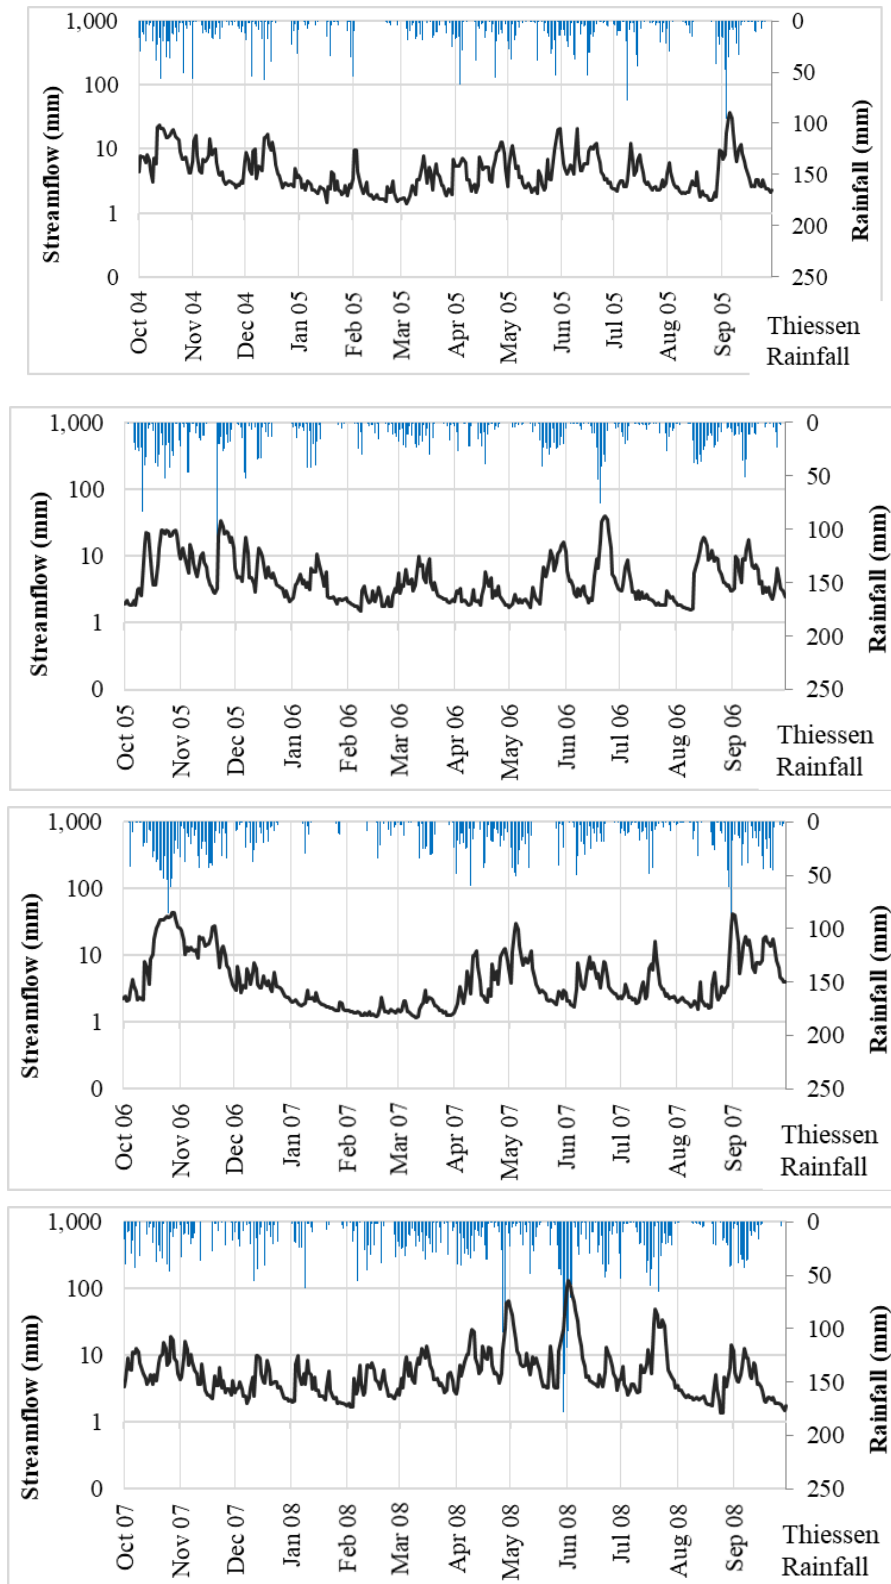 1,000
100
10
1
0
Streamflow (mm)
0
50
100
150
200
250
Rainfall (mm)
Oct 04
Nov 04
Dec 04
Jan 05
Feb 05
Mar 05
Apr 05
May 05
Jun 05
Jul 05
Aug 05
Sep 05
Thiessen
Rainfall
1,000
100
10
1
0
Streamflow (mm)
0
50
100
150
200
250
Rainfall (mm)
Oct 05
Nov 05
Dec 05
Jan 06
Feb 06
Mar 06
Apr 06
May 06
Jun 06
Jul 06
Aug 06
Sep 06
Thiessen
Rainfall
1,000
100
10
1
0
Streamflow (mm)
0
50
100
150
200
250
Rainfall (mm)
Oct 06
Nov 06
Dec 06
Jan 07
Feb 07
Mar 07
Apr 07
May 07
Jun 07
Jul 07
Aug 07
Sep 07
Thiessen
Rainfall
1,000
100
10
1
0
Streamflow (mm)
0
50
100
150
200
250
Rainfall (mm)
Oct 07
Nov 07
Dec 07
Jan 08
Feb 08
Mar 08
Apr 08
May 08
Jun 08
Jul 08
Aug 08
Sep 08
Thiessen
Rainfall